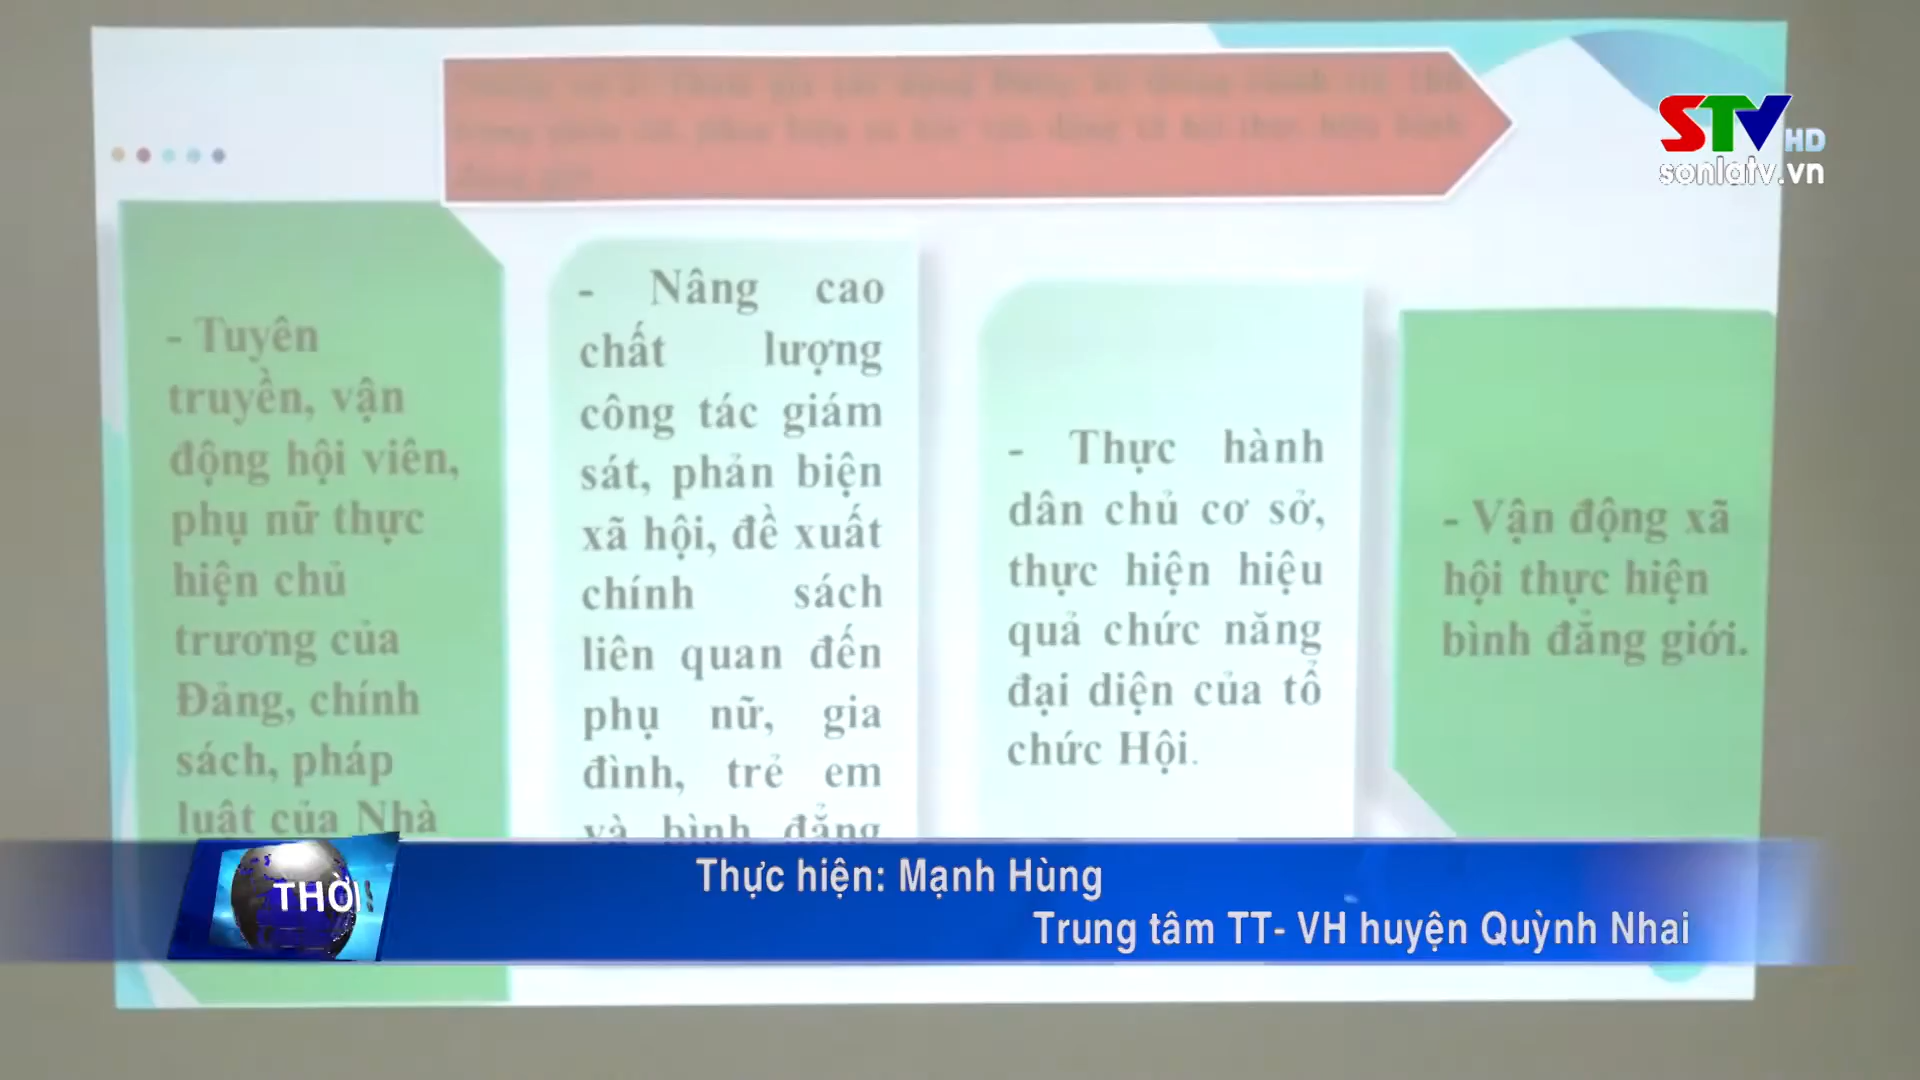 STV HD
sonlatv.vn
- Tuyên
truyền, vận
động hội viên,
phụ nữ thực
hiện chủ
trương của
Đảng, chính
sách, pháp
luật của Nhà
- Nâng cao
chất lượng
công tác giám
sát, phản biện
xã hội, đề xuất
chính sách
liên quan đến
phụ nữ, gia
đình, trẻ em
và bình đẳng
- Thực hành
dân chủ cơ sở,
thực hiện hiệu
quả chức năng
đại diện của tổ
chức Hội.
- Vận động xã
hội thực hiện
bình đẳng giới.
THỜI
Thực hiện: Mạnh Hùng
Trung tâm TT- VH huyện Quỳnh Nhai